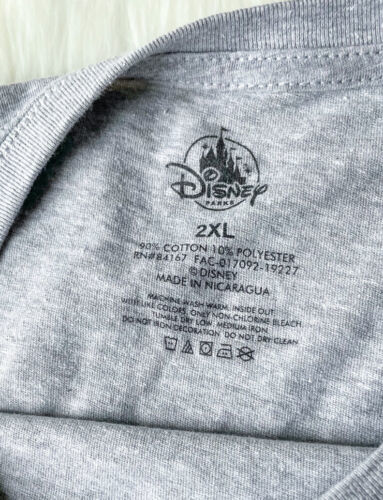 Disney
PARKS
2XL
90% COTTON 10% POLYESTER
RN#84167 FAC-017092-19227
© DISNEY
MADE IN NICARAGUA
MACHINE WASH WARM, INSIDE OUT
WITH LIKE COLORS, ONLY NON-CHLORINE BLEACH
TUMBLE DRY LOW, MEDIUM IRON
DO NOT IRON DECORATION DO NOT DRY CLEAN